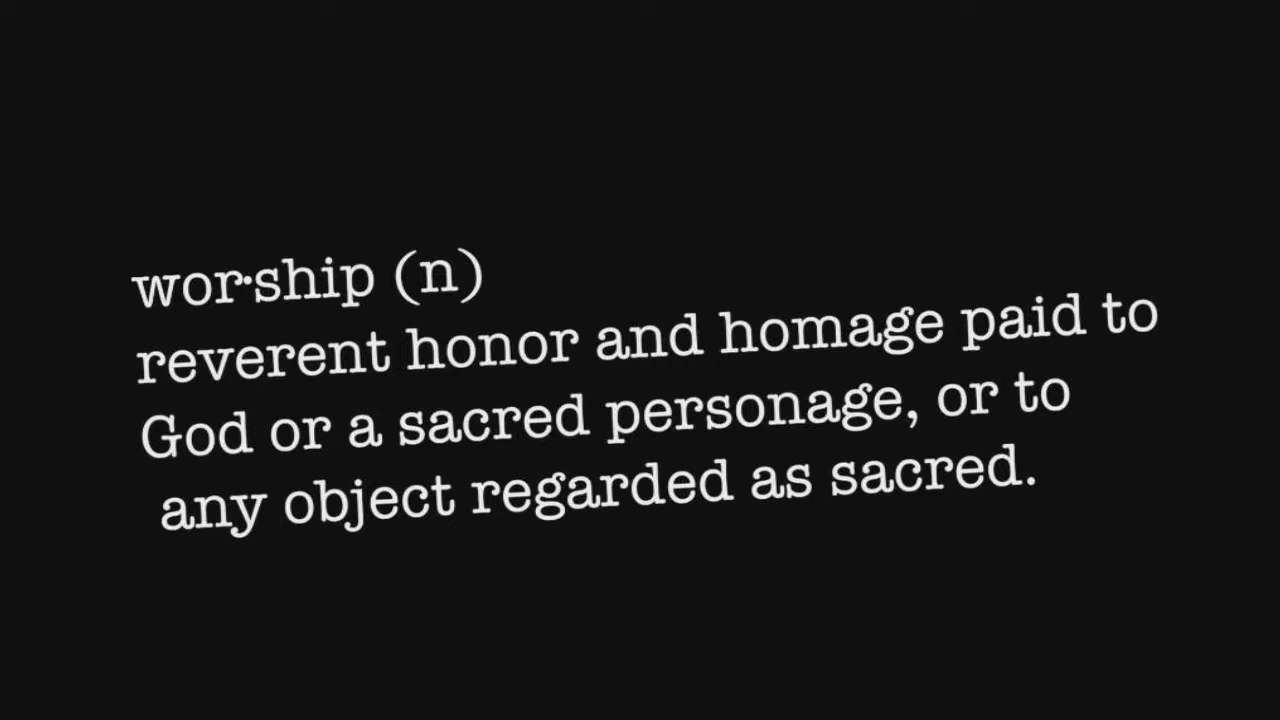 wor·ship (n)
reverent honor and homage paid to
God or a sacred personage, or to
any object regarded as sacred.